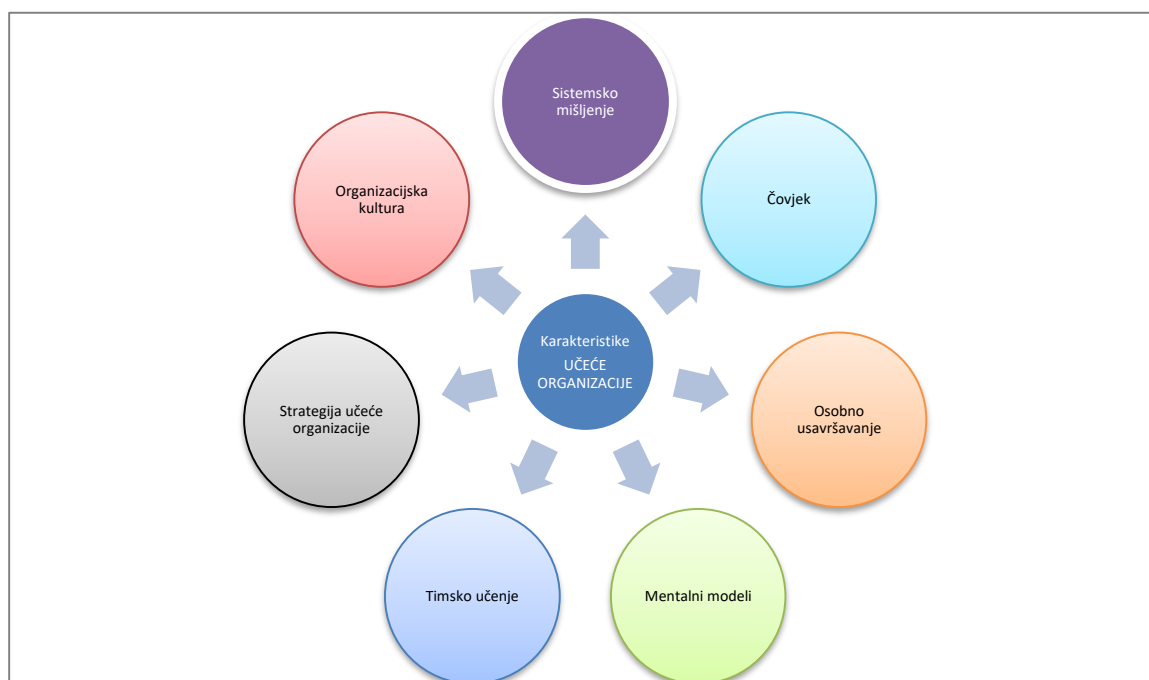 Sistemsko
mišljenje
Čovjek
Osobno
usavršavanje
Mentalni modeli
Timsko učenje
Strategija učeće
organizacije
Organizacijska
kultura
Karakteristike
UČEĆE
ORGANIZACIJE